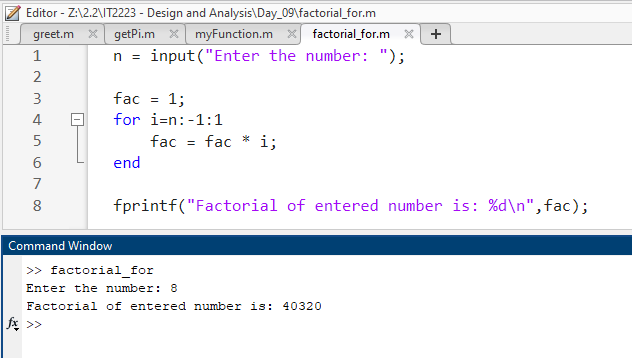 Editor - Z:\2.2\IT2223 - Design and Analysis\Day_09\factorial_for.m
greet.m × getPi.m × myFunction.m × factorial_for.m × +
1 n = input("Enter the number: ");
2
3 fac = 1;
4 for i=n:-1:1
5 fac = fac * i;
6 end
7
8 fprintf("Factorial of entered number is: %d\n",fac);
Command Window
>> factorial_for
Enter the number: 8
Factorial of entered number is: 40320
fx >>